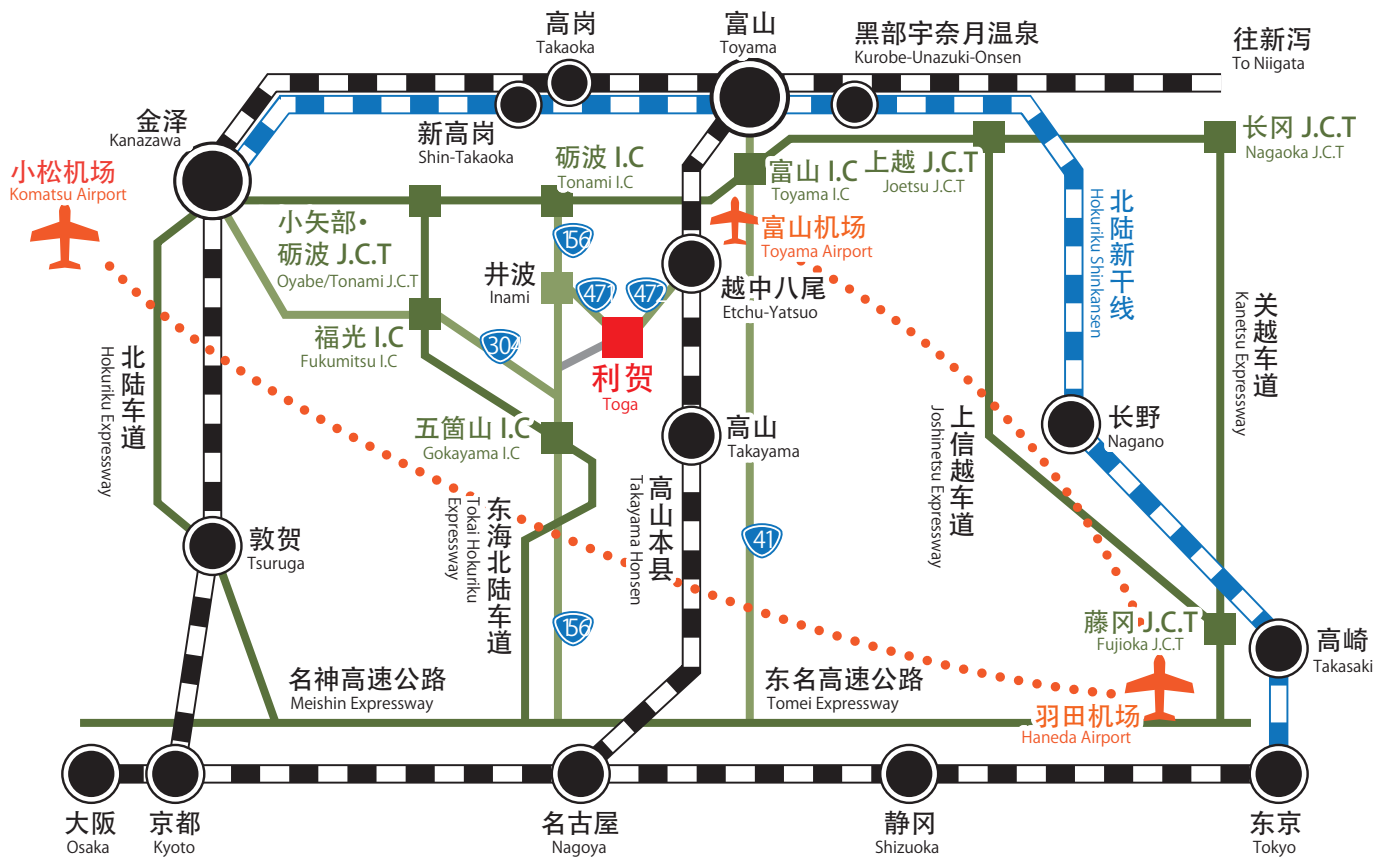 高岗
Takaoka
富山
Toyama
黑部宇奈月温泉
Kurobe-Unazuki-Onsen
往新泻
To Niigata
金泽
Kanazawa
新高岗
Shin-Takaoka
砺波 I.C
Tonami I.C
富山 I.C
Toyama I.C
上越 J.C.T
Joetsu J.C.T
长冈 J.C.T
Nagaoka J.C.T
小松机场
Komatsu Airport
小矢部・
砺波 J.C.T
Oyabe/Tonami J.C.T
156
富山机场
Toyama Airport
北陆新干线
Hokuriku Shinkansen
井波
Inami
471
472
越中八尾
Etchu-Yatsuo
关越车道
Kanetsu Expressway
福光 I.C
Fukumitsu I.C
304
北陆车道
Hokuriku Expressway
利贺
Toga
五箇山 I.C
Gokayama I.C
高山
Takayama
上信越车道
Joshinetsu Expressway
长野
Nagano
东海北陆车道
Tokai Hokuriku
Expressway
高山本县
Takayama Honsen
41
敦贺
Tsuruga
156
藤冈 J.C.T
Fujioka J.C.T
高崎
Takasaki
名神高速公路
Meishin Expressway
东名高速公路
Tomei Expressway
羽田机场
Haneda Airport
大阪
Osaka
京都
Kyoto
名古屋
Nagoya
静冈
Shizuoka
东京
Tokyo